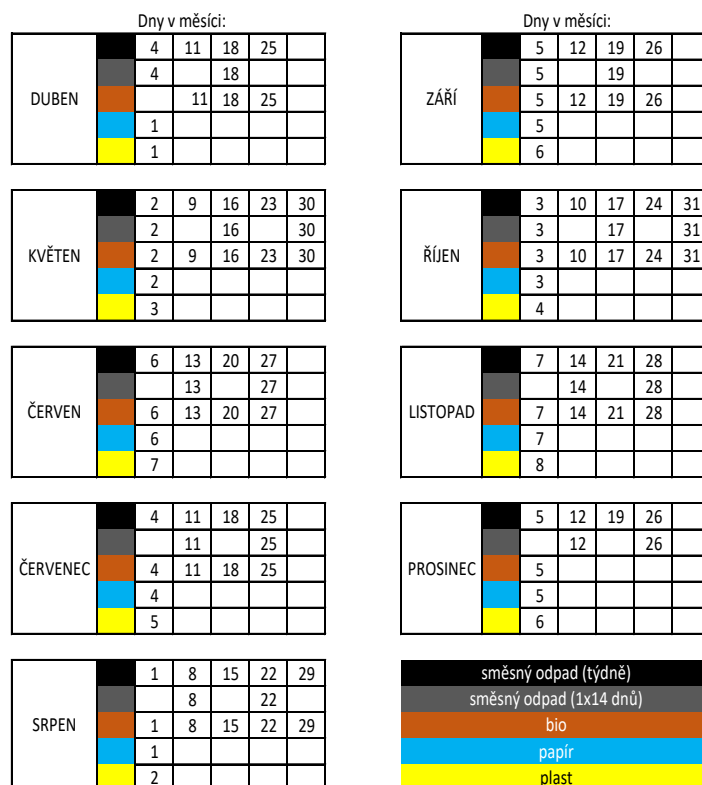 Dny v měsíci:
4 11 18 25
4 18
DUBEN 11 18 25
1
1
2 9 16 23 30
2 16 30
KVĚTEN 2 9 16 23 30
2
3
6 13 20 27
13 27
ČERVEN 6 13 20 27
6
7
4 11 18 25
11 25
ČERVENEC 4 11 18 25
4
5
1 8 15 22 29
8 22
SRPEN 1 8 15 22 29
1
2
Dny v měsíci:
5 12 19 26
5 19
ZÁŘÍ 5 12 19 26
5
6
3 10 17 24 31
3 17 31
ŘÍJEN 3 10 17 24 31
3
4
7 14 21 28
14 28
LISTOPAD 7 14 21 28
7
8
5 12 19 26
12 26
PROSINEC 5
5
6
směsný odpad (týdně)
směsný odpad (1x14 dnů)
bio
papír
plast